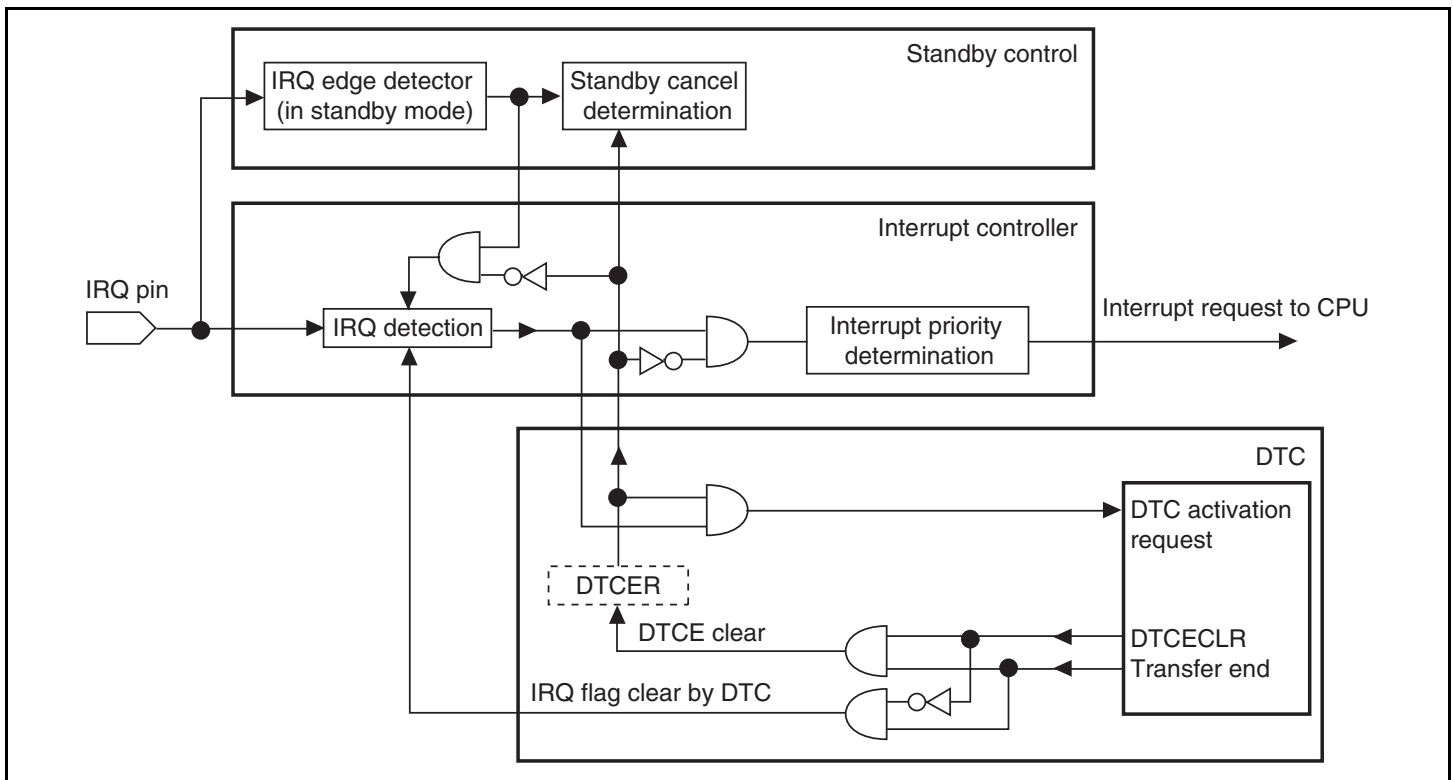 Standby control
IRQ edge detector
(in standby mode)
Standby cancel
determination
Interrupt controller
IRQ pin
IRQ detection
Interrupt priority
determination
Interrupt request to CPU
DTC
DTC activation
request
DTCER
DTCE clear
DTCECLR
Transfer end
IRQ flag clear by DTC